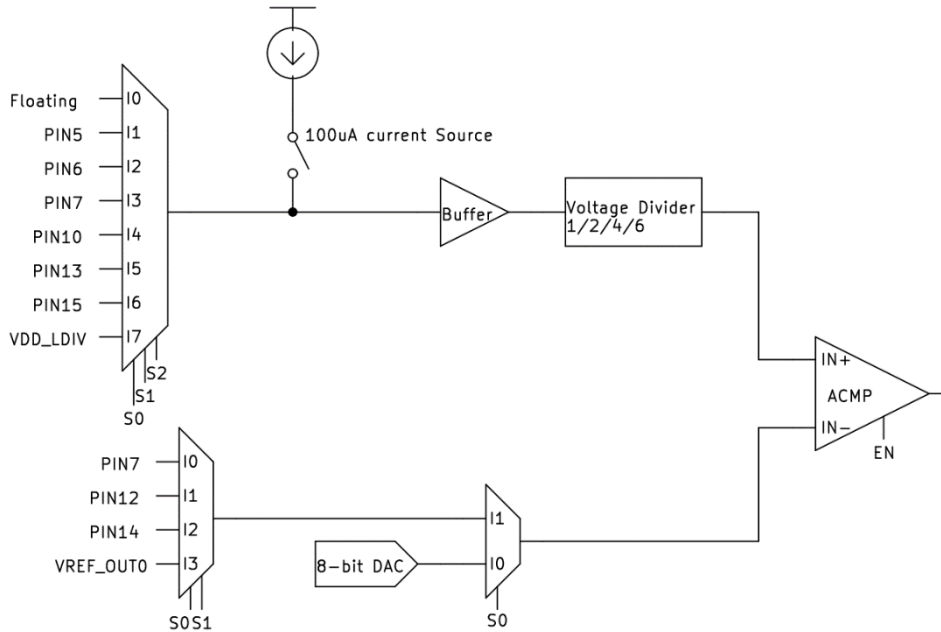 100uA current Source
Floating
I0
PIN5
I1
PIN6
I2
PIN7
I3
PIN10
I4
PIN13
I5
PIN15
I6
VDD_LDIV
I7
S2
S1
S0
Buffer
Voltage Divider
1/2/4/6
IN+
ACMP
IN-
EN
PIN7
I0
PIN12
I1
PIN14
I2
VREF_OUT0
I3
S0
S1
8-bit DAC
I1
I0
S0